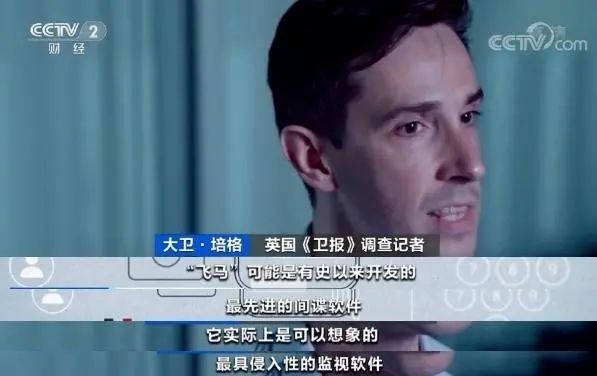 CCTV 2
财经
CCTV.com
大卫·培格 英国《卫报》调查记者
“飞马”可能是有史以来开发的
最先进的间谍软件
它实际上是可以想象的
最具侵入性的监视软件